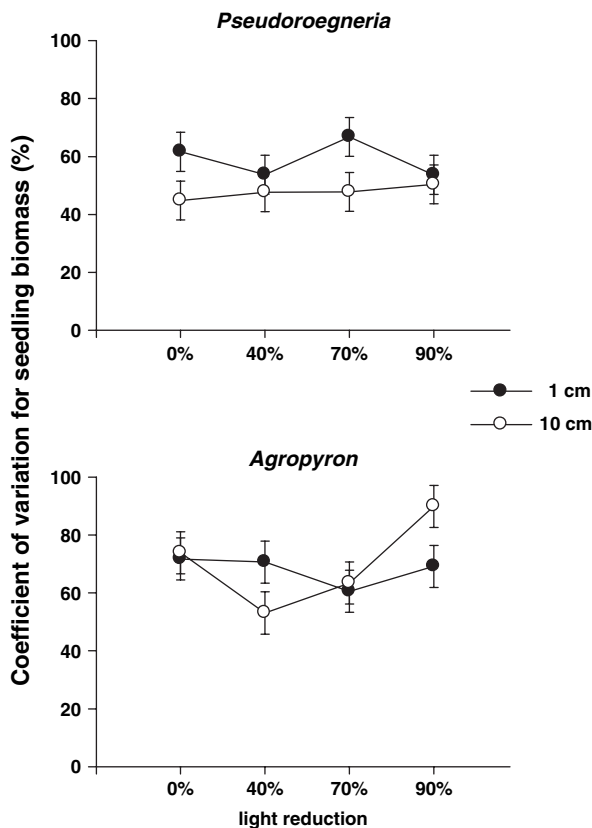 Pseudoroegneria
100
80
60
40
20
0
0% 40% 70% 90%
1 cm
10 cm
Agropyron
100
80
60
40
20
0
0% 40% 70% 90%
light reduction
Coefficient of variation for seedling biomass (%)